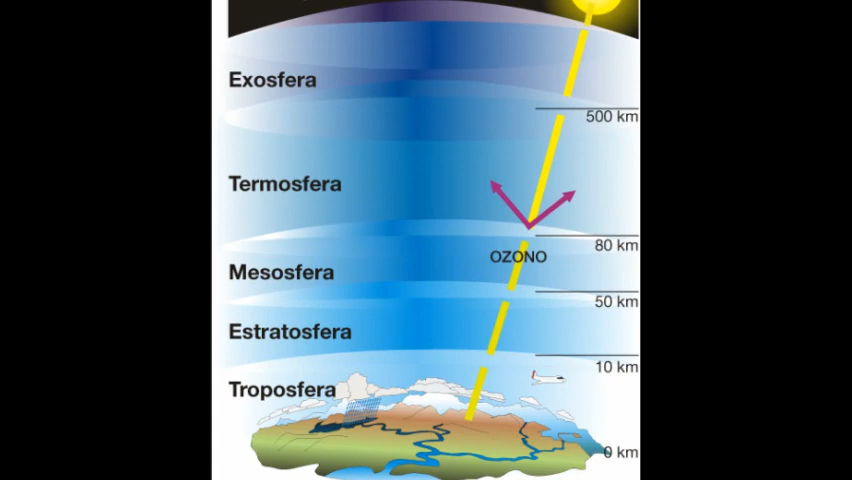 Exosfera
500 km
Termosfera
80 km
OZONO
Mesosfera
50 km
Estratosfera
10 km
Troposfera
0 km